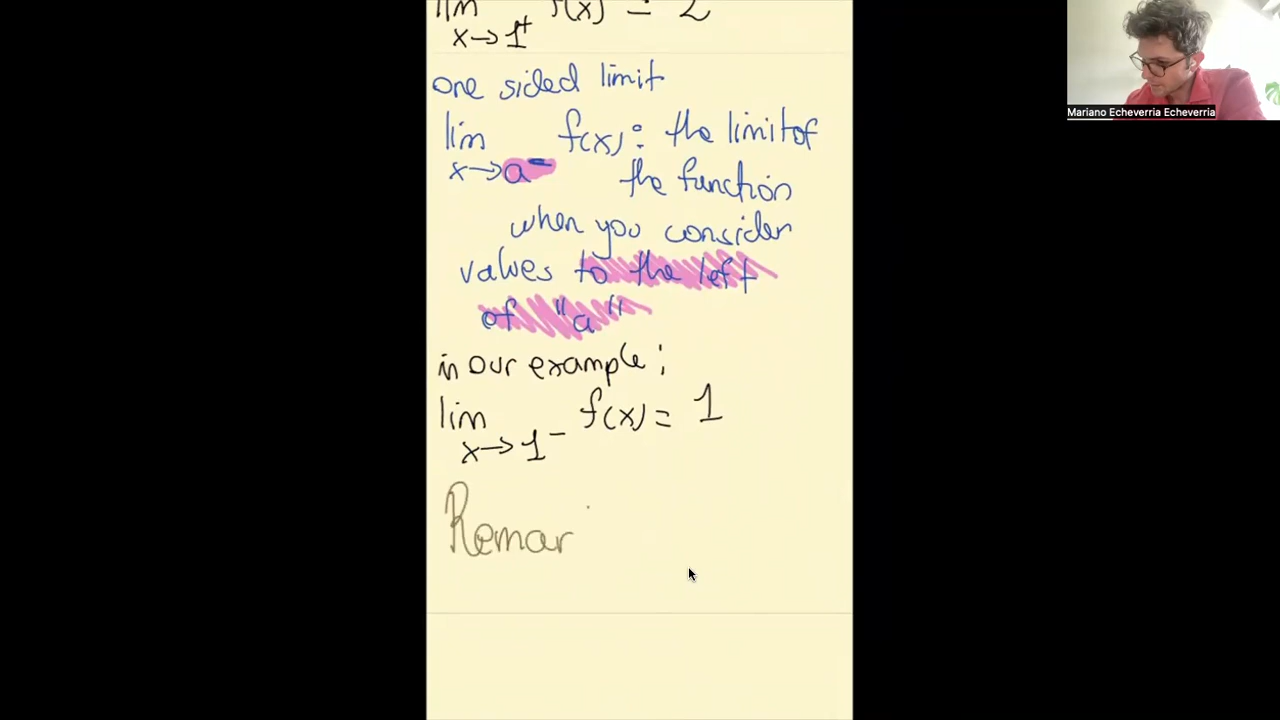 lim f(x) = 2
x→1⁺
one sided limit
lim f(x): the limit of
x→a⁻ the function
when you consider
values to the left
of "a"
in our example:
lim f(x) = 1
x→1⁻
Remar
Mariano Echeverria Echeverria